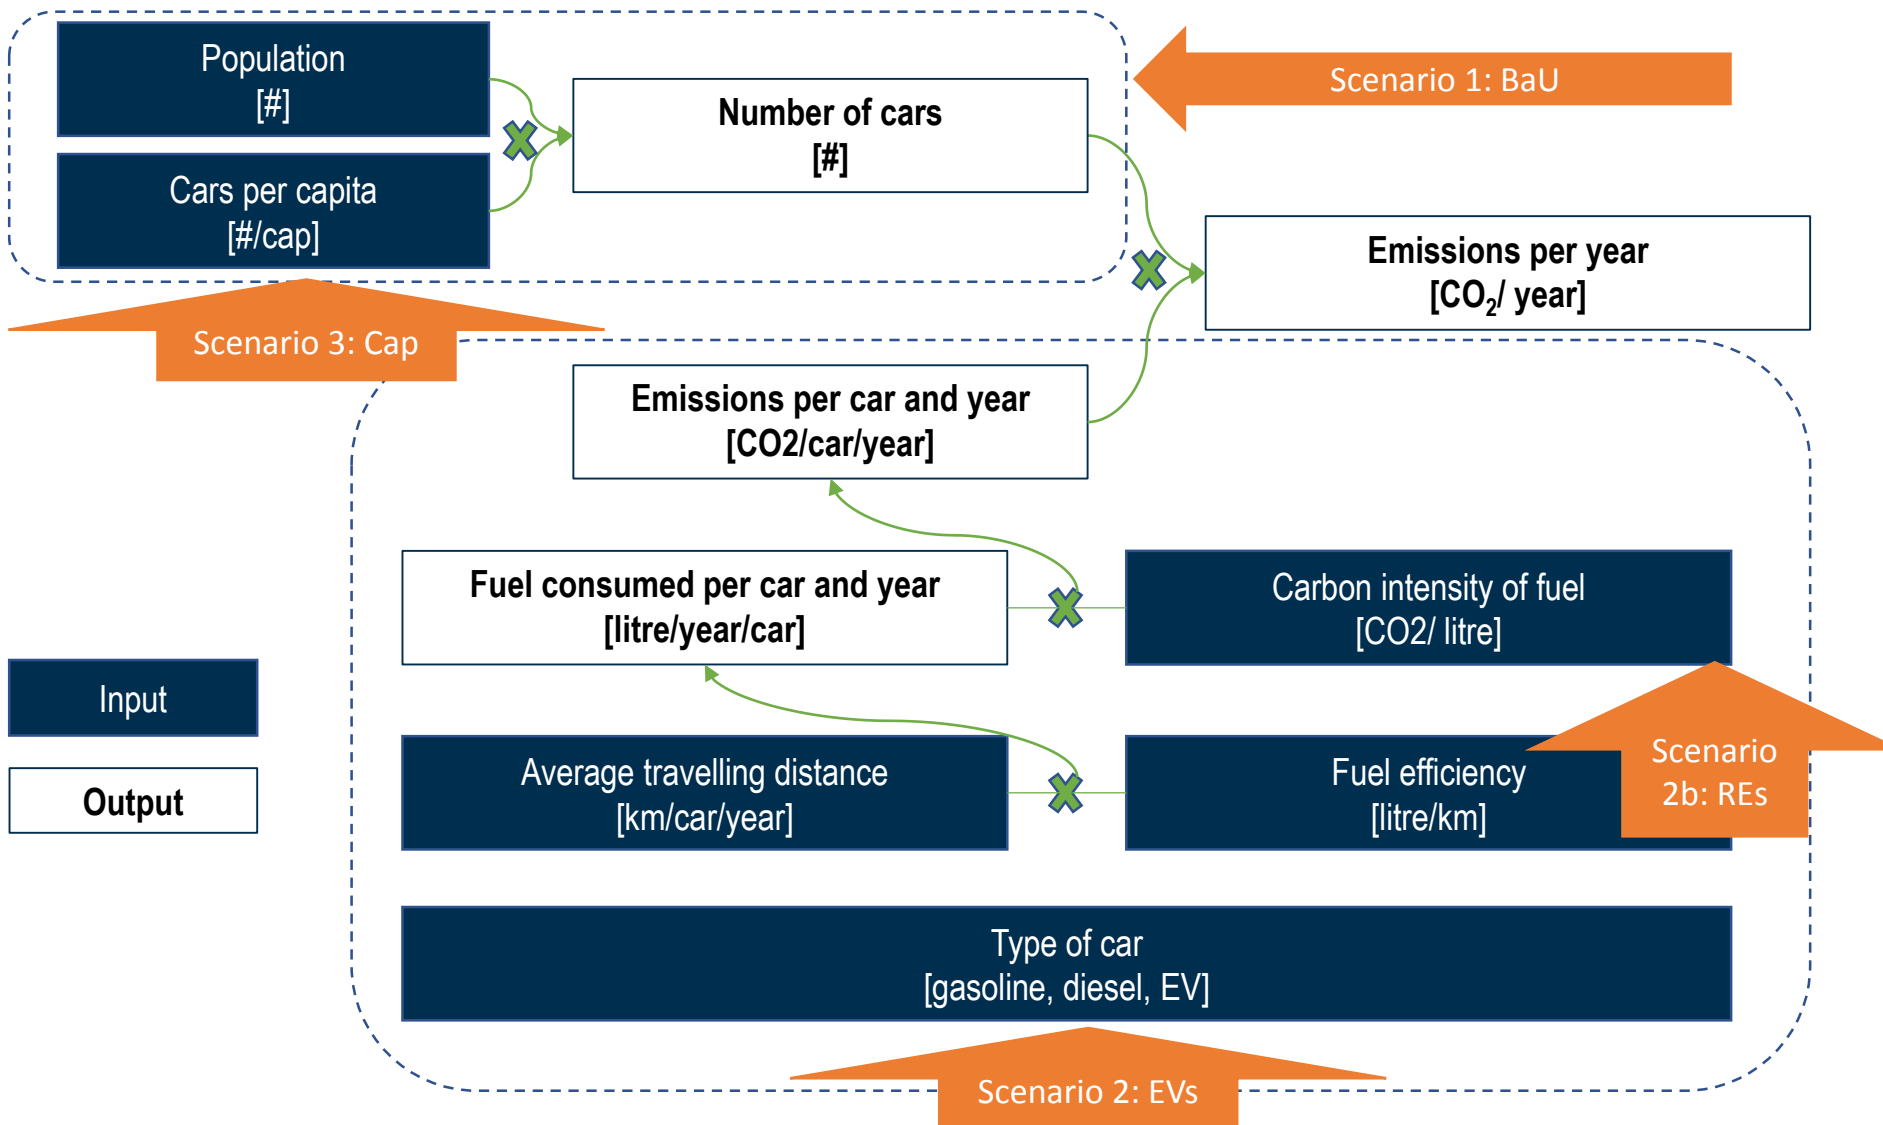 Population
[#]
Scenario 1: BaU
Number of cars
[#]
Cars per capita
[#/cap]
Emissions per year
[CO₂/ year]
Scenario 3: Cap
Emissions per car and year
[CO2/car/year]
Fuel consumed per car and year
[litre/year/car]
Carbon intensity of fuel
[CO2/ litre]
Input
Output
Average travelling distance
[km/car/year]
Fuel efficiency
[litre/km]
Scenario
2b: REs
Type of car
[gasoline, diesel, EV]
Scenario 2: EVs